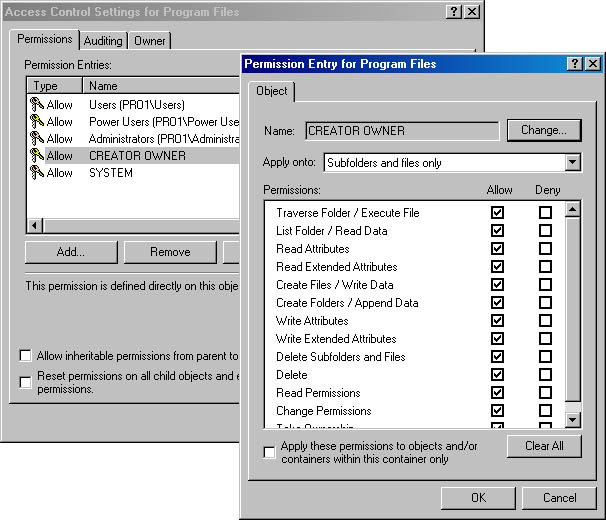 Access Control Settings for Program Files
Permissions Auditing Owner
Permission Entries:
Type Name
Allow Users (PRO1\Users)
Allow Power Users (PRO1\Power Use
Allow Administrators (PRO1\Administra
Allow CREATOR OWNER
Allow SYSTEM
Add... Remove
This permission is defined directly on this obje
Allow inheritable permissions from parent to
Reset permissions on all child objects and e
permissions.
Permission Entry for Program Files
Object
Name: CREATOR OWNER Change...
Apply onto: Subfolders and files only
Permissions: Allow Deny
Traverse Folder / Execute File
List Folder / Read Data
Read Attributes
Read Extended Attributes
Create Files / Write Data
Create Folders / Append Data
Write Attributes
Write Extended Attributes
Delete Subfolders and Files
Delete
Read Permissions
Change Permissions
Take Ownership
Apply these permissions to objects and/or
containers within this container only
Clear All
OK Cancel